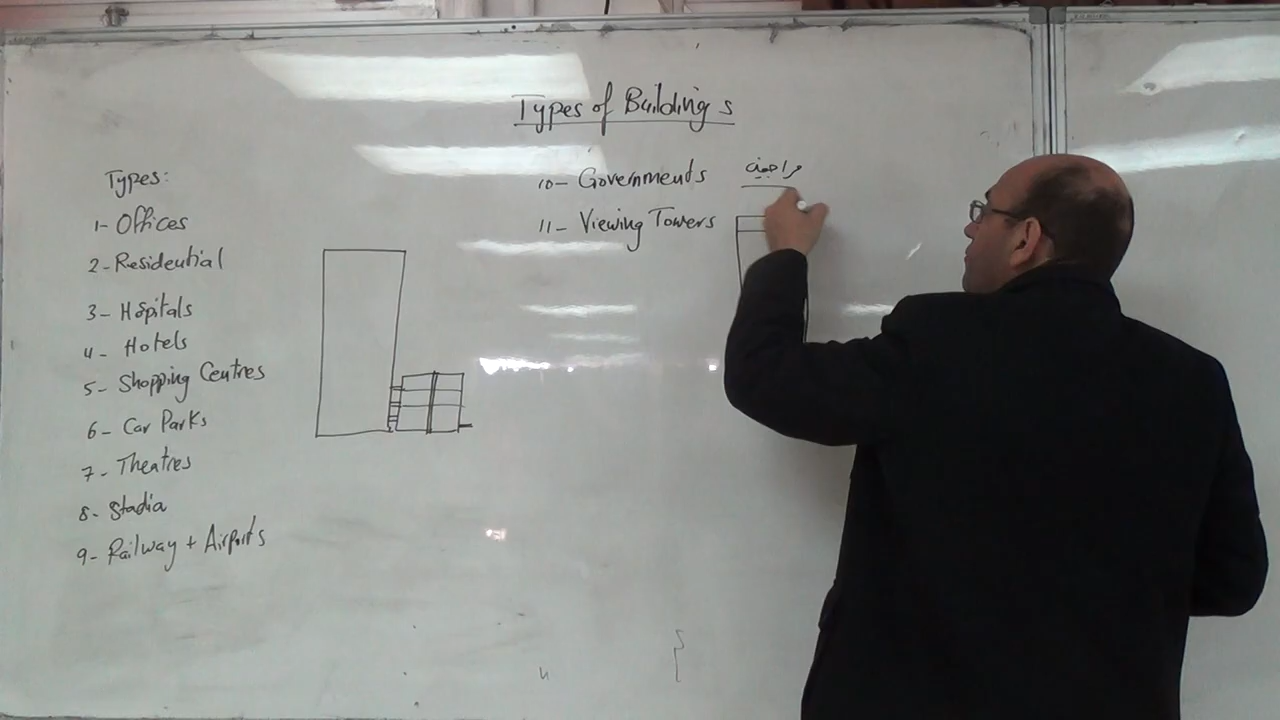 Types of Buildings
Types:
1- Offices
2- Residential
3- Hospitals
4- Hotels
5- Shopping Centres
6- Car Parks
7- Theatres
8- Stadia
9- Railway + Airports
10- Governments مراجعين
11- Viewing Towers